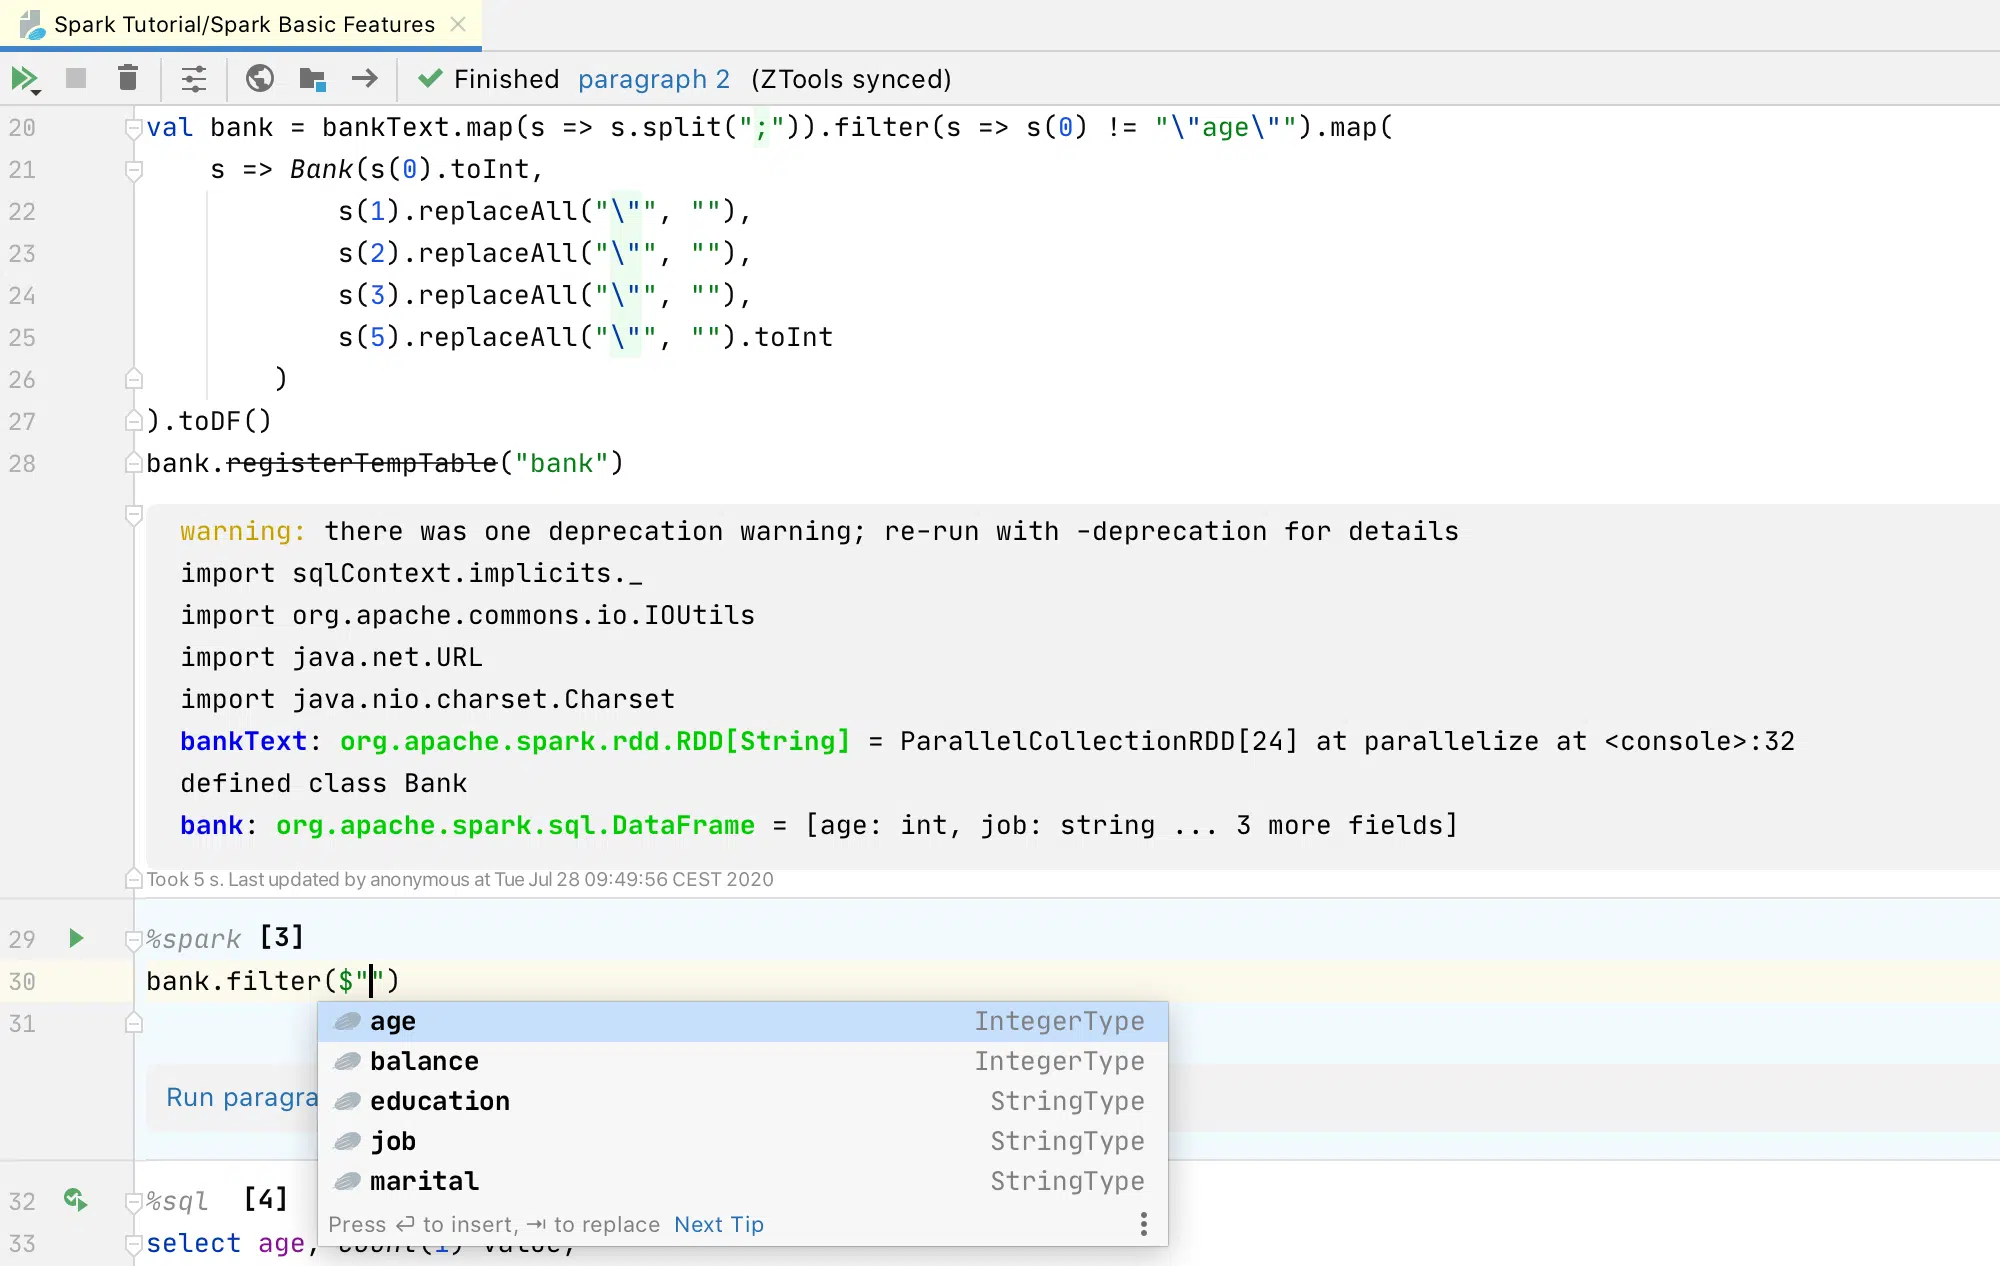 Spark Tutorial/Spark Basic Features
Finished paragraph 2 (ZTools synced)
20 val bank = bankText.map(s => s.split(";")).filter(s => s(0) != "\"age\"").map(
21 s => Bank(s(0).toInt,
22 s(1).replaceAll("\"", ""),
23 s(2).replaceAll("\"", ""),
24 s(3).replaceAll("\"", ""),
25 s(5).replaceAll("\"", "").toInt
26 )
27 ).toDF()
28 bank.registerTempTable("bank")
warning: there was one deprecation warning; re-run with -deprecation for details
import sqlContext.implicits._
import org.apache.commons.io.IOUtils
import java.net.URL
import java.nio.charset.Charset
bankText: org.apache.spark.rdd.RDD[String] = ParallelCollectionRDD[24] at parallelize at <console>:32
defined class Bank
bank: org.apache.spark.sql.DataFrame = [age: int, job: string ... 3 more fields]
Took 5 s. Last updated by anonymous at Tue Jul 28 09:49:56 CEST 2020
29 %spark [3]
30 bank.filter($"")
31
age IntegerType
balance IntegerType
education StringType
Run paragra
job StringType
marital StringType
Press ↩ to insert, ⇥ to replace Next Tip
32 %sql [4]
33 select age, count(1) value,